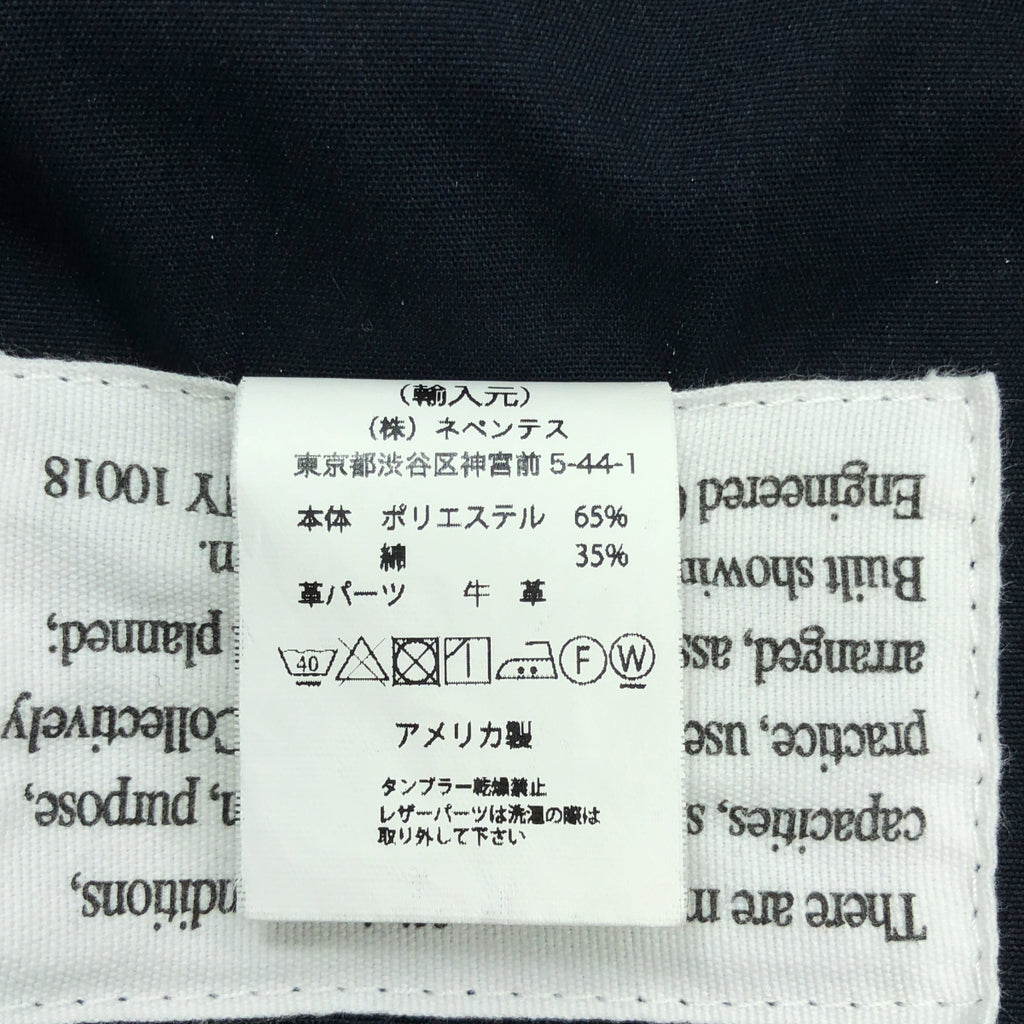 (輸入元)
(株) ネペンテス
東京都渋谷区神宮前 5-44-1
本体 ポリエステル 65%
綿 35%
革パーツ 牛 革
40 F W
アメリカ製
タンブラー乾燥禁止
レザーパーツは洗濯の際は
取り外して下さい
There are
capacities, purpose,
practice, use Collectively
arranged, planned;
Built
Engineered NY 10018